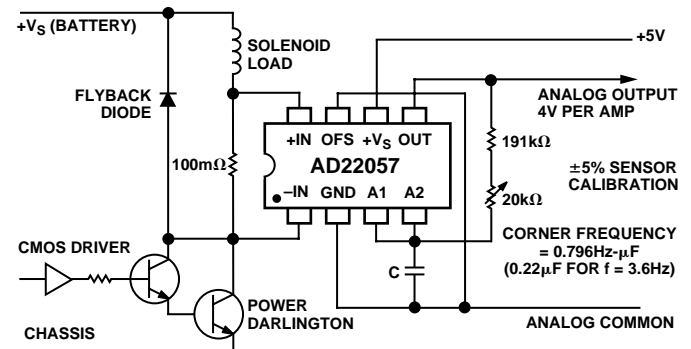 +VS (BATTERY)
SOLENOID
LOAD
+5V
FLYBACK
DIODE
ANALOG OUTPUT
4V PER AMP
+IN OFS +VS OUT
191kΩ
100mΩ
AD22057
±5% SENSOR
CALIBRATION
–IN GND A1 A2
20kΩ
CORNER FREQUENCY
= 0.796Hz-μF
(0.22μF FOR f = 3.6Hz)
CMOS DRIVER
C
POWER
DARLINGTON
CHASSIS
ANALOG COMMON